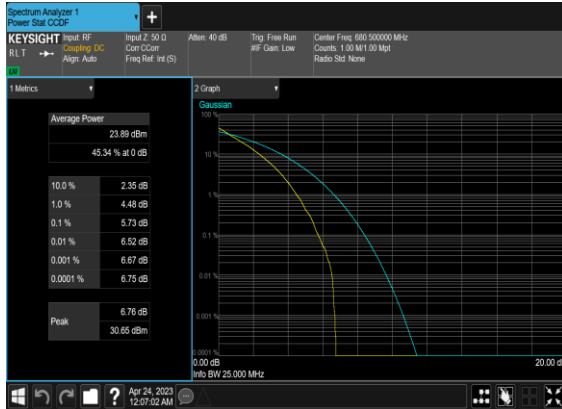 Spectrum Analyzer 1
Power Stat CCDF
+
KEYSIGHT
RLT
LU
Input: RF
Coupling: DC
Align: Auto
Input Z: 50 Ω
Corr CCorr
Freq Ref: Int (S)
Atten: 40 dB
Trig: Free Run
#IF Gain: Low
Center Freq: 680.500000 MHz
Counts: 1.00 M/1.00 Mpt
Radio Std: None
1 Metrics
Average Power
23.89 dBm
45.34 % at 0 dB
10.0 % 2.35 dB
1.0 % 4.48 dB
0.1 % 5.73 dB
0.01 % 6.52 dB
0.001 % 6.67 dB
0.0001 % 6.75 dB
Peak 6.76 dB
30.65 dBm
2 Graph
Gaussian
100 %
10 %
1 %
0.1 %
0.01 %
0.001 %
0.0001 %
0.00 dB
20.00 d
Info BW 25.000 MHz
?
Apr 24, 2023
12:07:02 AM